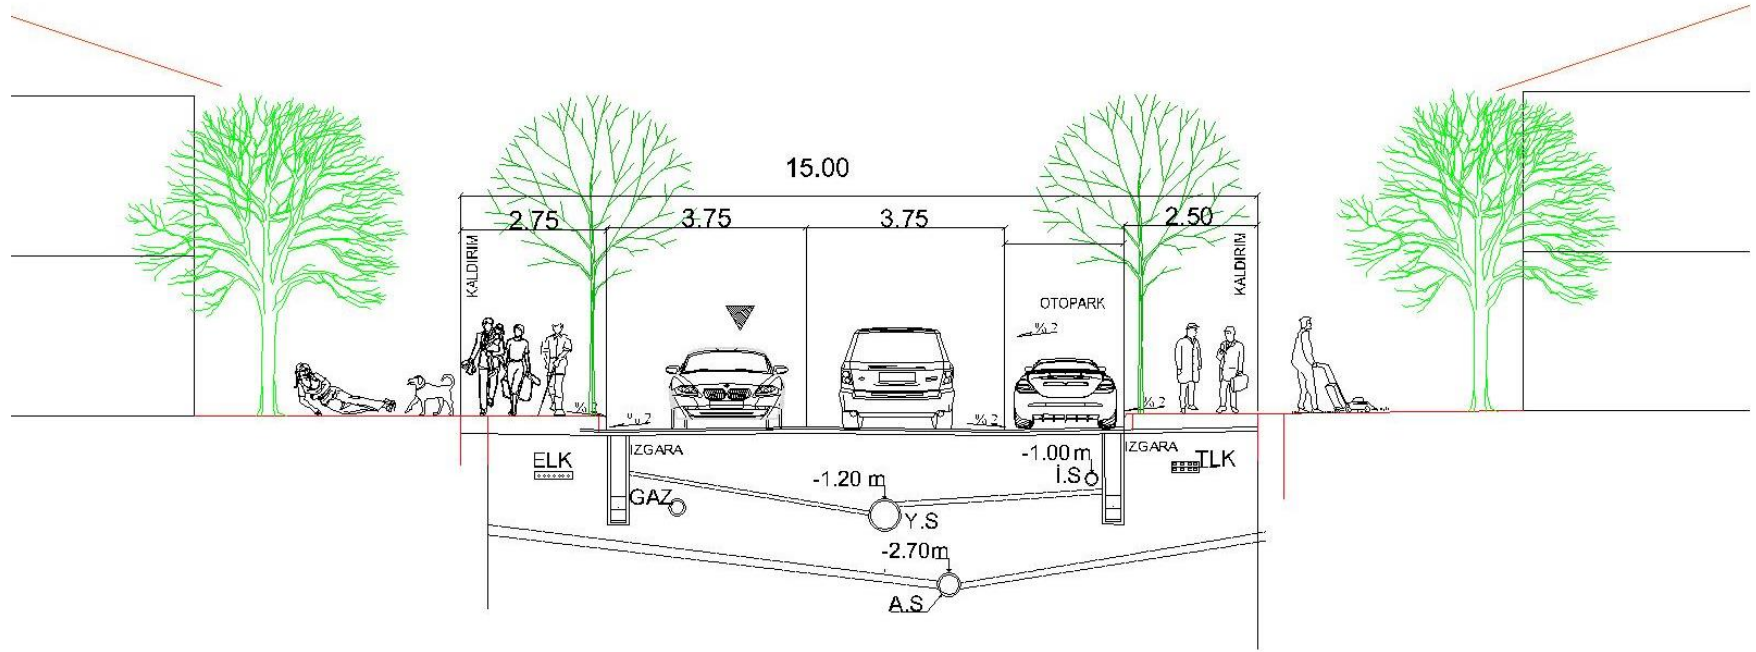 15.00
2.75
3.75
3.75
2.50
KALDIRIM
KALDIRIM
OTOPARK
% 2
% 2
% 2
% 2
% 2
IZGARA
IZGARA
ELK
-1.00 m
TLK
İ.S
-1.20 m
GAZ
Y.S
-2.70m
A.S